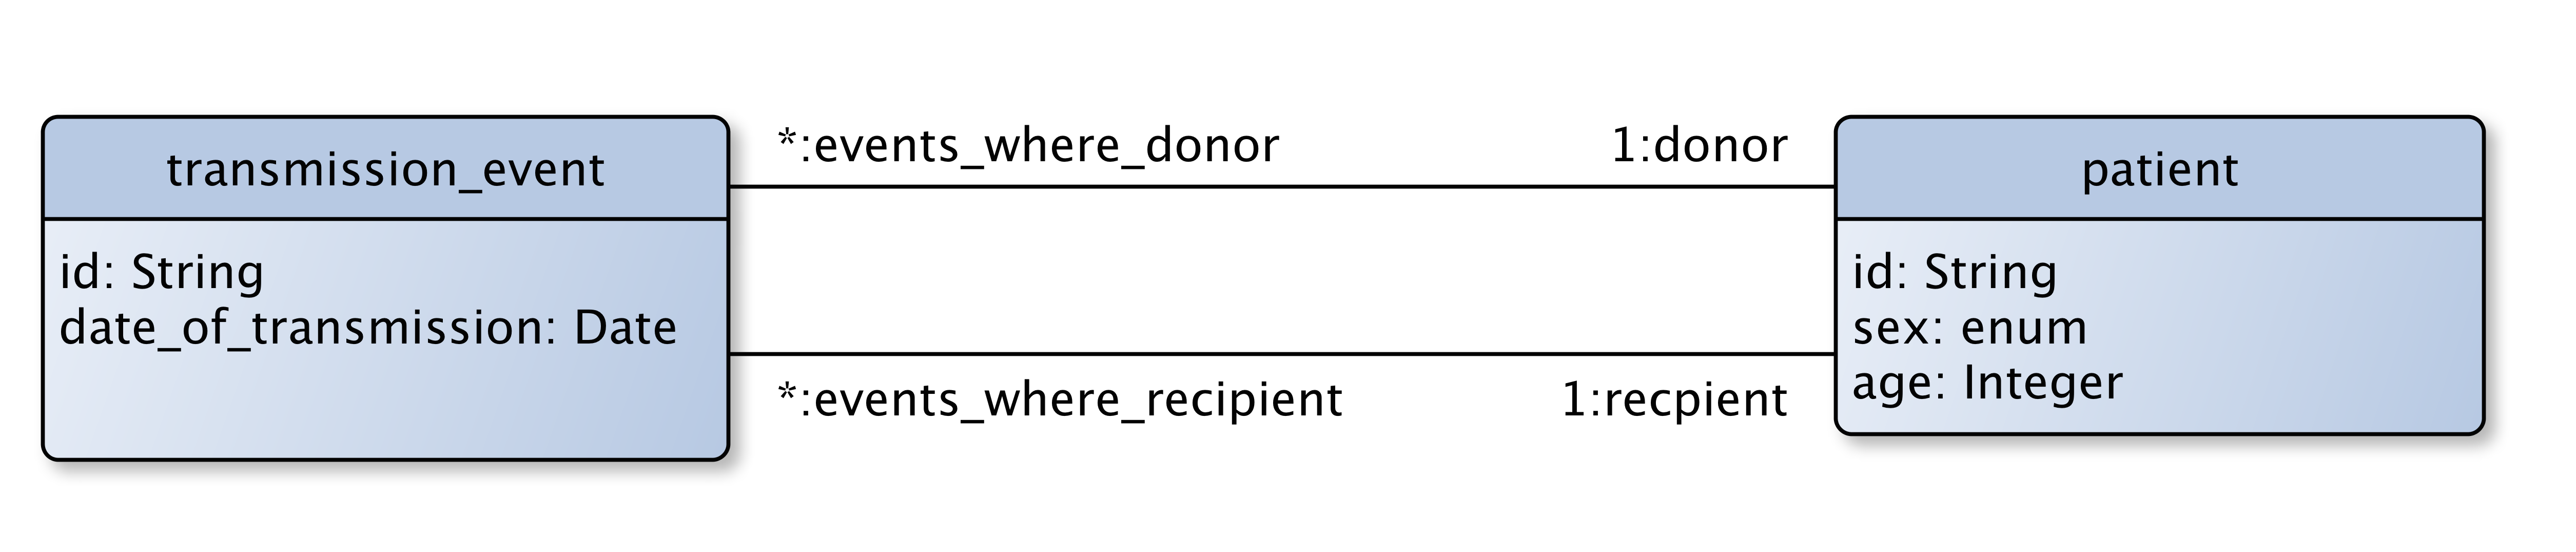 transmission_event
id: String
date_of_transmission: Date
*:events_where_donor
1:donor
*:events_where_recipient
1:recpient
patient
id: String
sex: enum
age: Integer